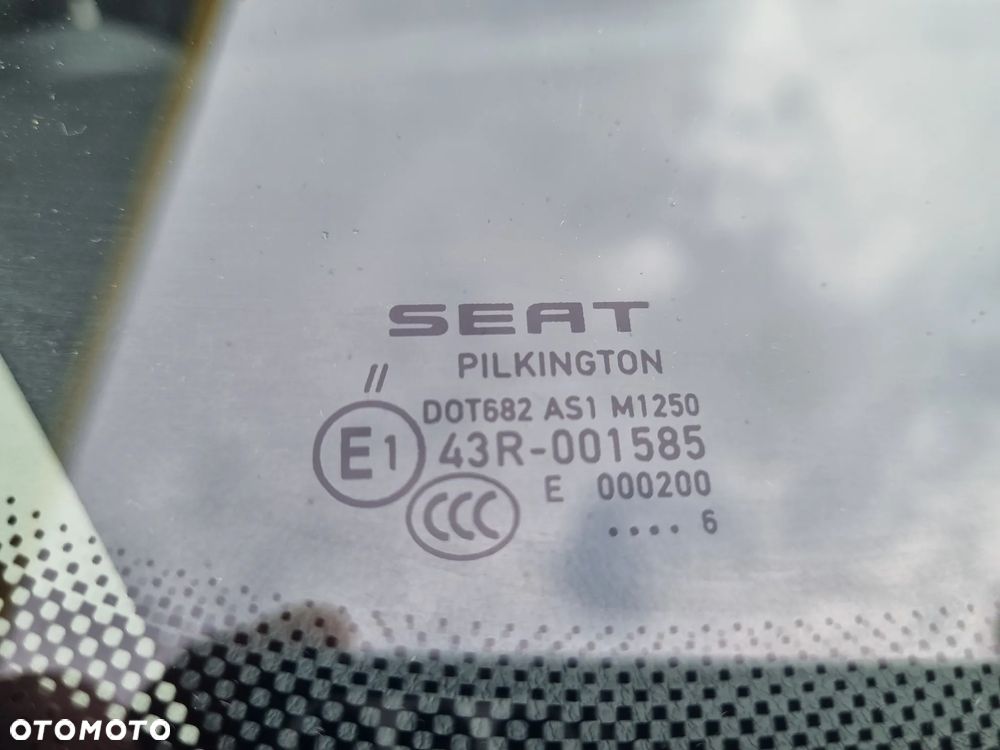 SEAT
PILKINGTON
//
DOT682 AS1 M1250
E1 43R-001585
CCC E 000200
.... 6
OTOMOTO